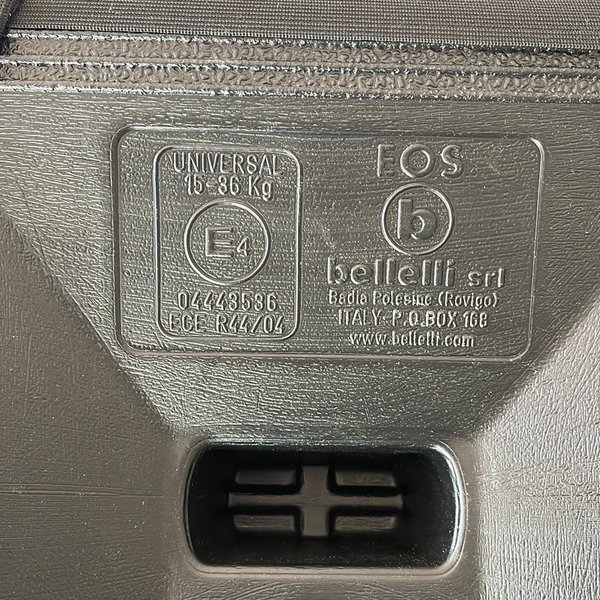 UNIVERSAL
15-36 Kg
E4
04443536
ECE R44/04
EOS
b
bellelli srl
Badia Polesine (Rovigo)
ITALY- P.O.BOX 168
www.bellelli.com